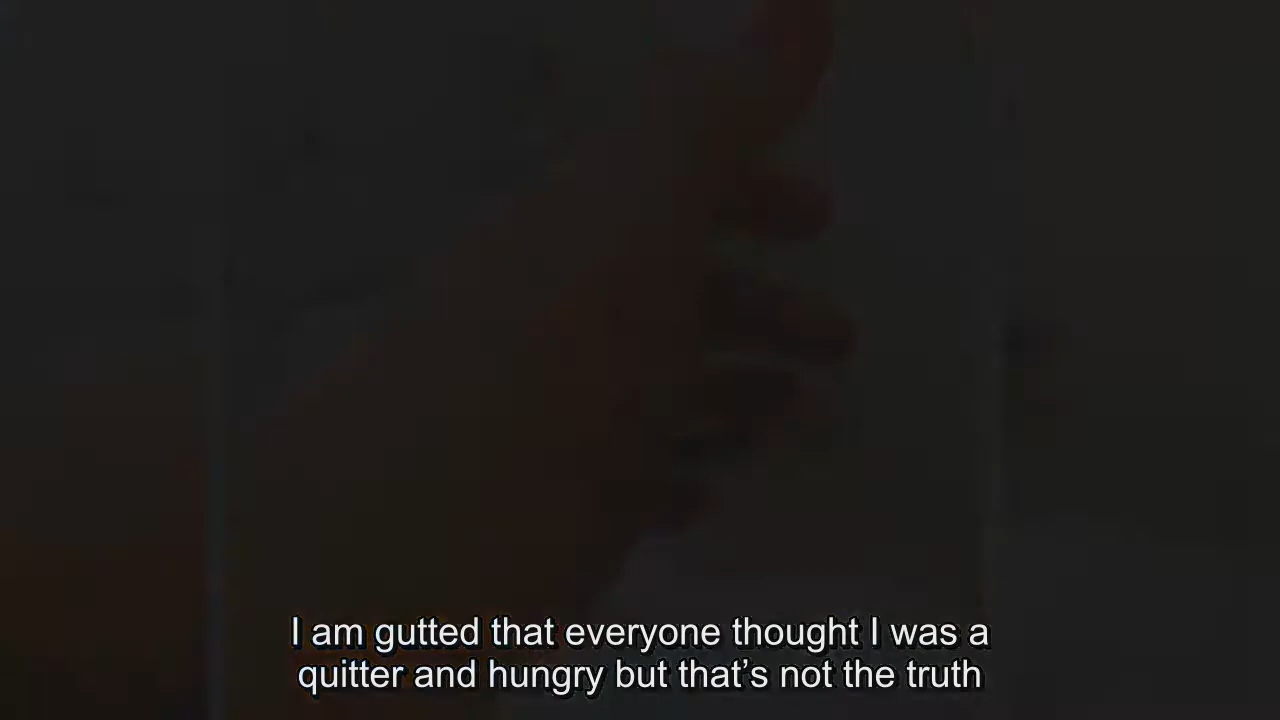 I am gutted that everyone thought I was a
quitter and hungry but that’s not the truth